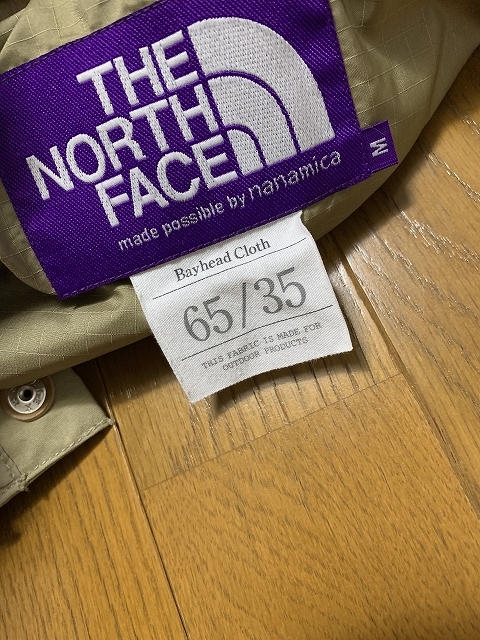 THE
NORTH
FACE
made possible by nanamica
M
Bayhead Cloth
65/35
THIS FABRIC IS MADE FOR
OUTDOOR PRODUCTS